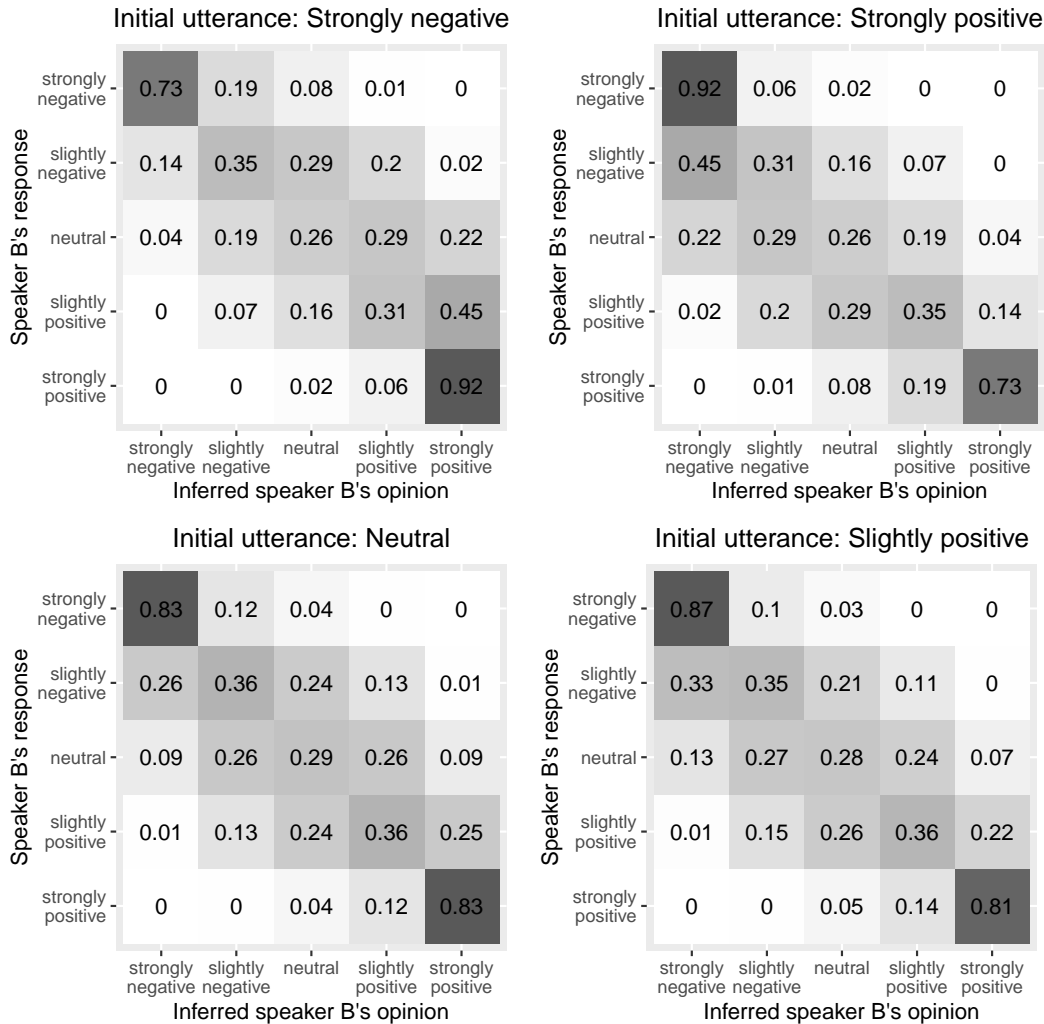 Initial utterance: Strongly negative
Speaker B's response
strongly
negative
0.73 0.19 0.08 0.01 0
slightly
negative
0.14 0.35 0.29 0.2 0.02
neutral
0.04 0.19 0.26 0.29 0.22
slightly
positive
0 0.07 0.16 0.31 0.45
strongly
positive
0 0 0.02 0.06 0.92
strongly slightly neutral slightly strongly
negative negative positive positive
Inferred speaker B's opinion
Initial utterance: Strongly positive
Speaker B's response
strongly
negative
0.92 0.06 0.02 0 0
slightly
negative
0.45 0.31 0.16 0.07 0
neutral
0.22 0.29 0.26 0.19 0.04
slightly
positive
0.02 0.2 0.29 0.35 0.14
strongly
positive
0 0.01 0.08 0.19 0.73
strongly slightly neutral slightly strongly
negative negative positive positive
Inferred speaker B's opinion
Initial utterance: Neutral
Speaker B's response
strongly
negative
0.83 0.12 0.04 0 0
slightly
negative
0.26 0.36 0.24 0.13 0.01
neutral
0.09 0.26 0.29 0.26 0.09
slightly
positive
0.01 0.13 0.24 0.36 0.25
strongly
positive
0 0 0.04 0.12 0.83
strongly slightly neutral slightly strongly
negative negative positive positive
Inferred speaker B's opinion
Initial utterance: Slightly positive
Speaker B's response
strongly
negative
0.87 0.1 0.03 0 0
slightly
negative
0.33 0.35 0.21 0.11 0
neutral
0.13 0.27 0.28 0.24 0.07
slightly
positive
0.01 0.15 0.26 0.36 0.22
strongly
positive
0 0 0.05 0.14 0.81
strongly slightly neutral slightly strongly
negative negative positive positive
Inferred speaker B's opinion